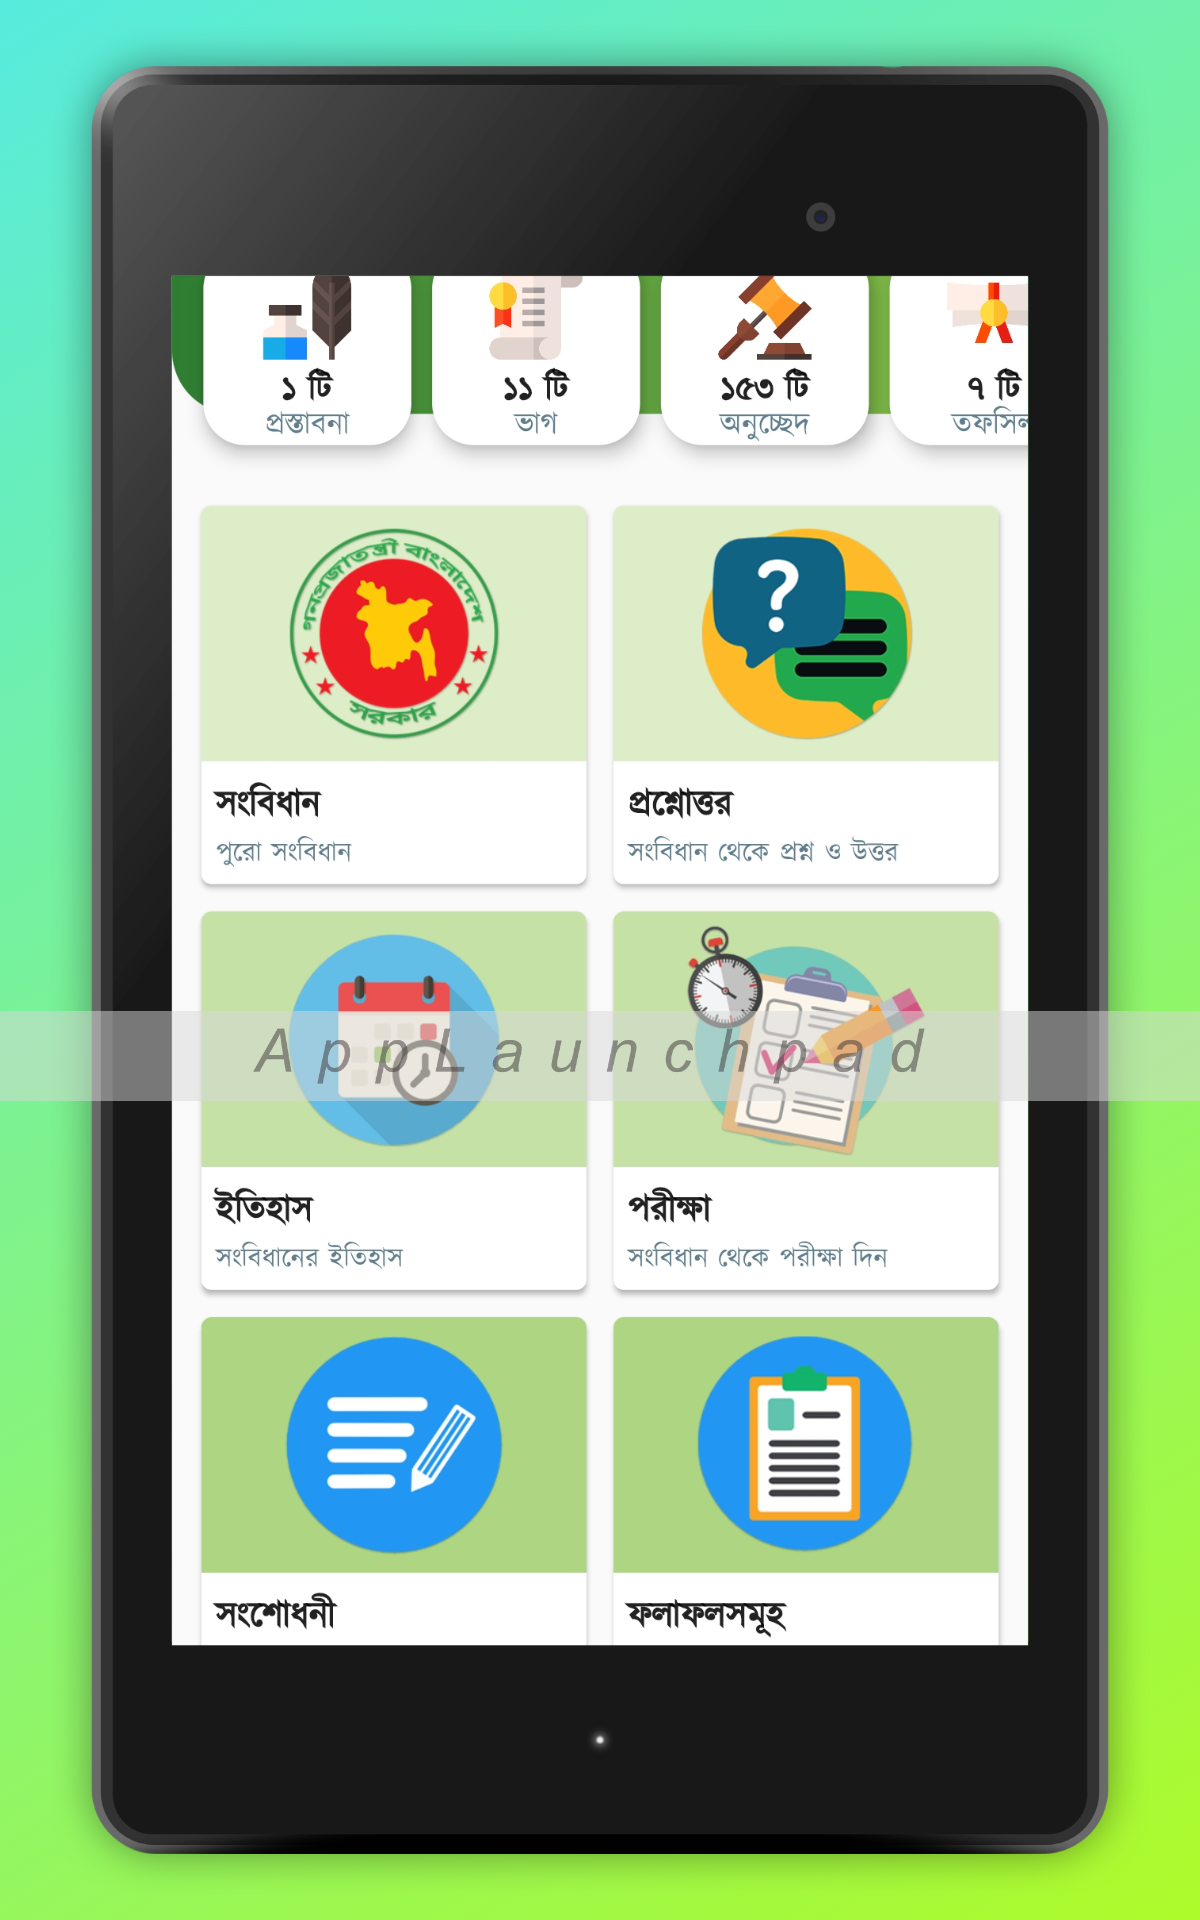 ১ টি
প্রস্তাবনা
১১ টি
ভাগ
১৫৩ টি
অনুচ্ছেদ
৭ টি
তফসিল
গনপ্রজাতন্ত্রী বাংলাদেশ
সরকার
সংবিধান
পুরো সংবিধান
?
প্রশ্নোত্তর
সংবিধান থেকে প্রশ্ন ও উত্তর
AppLaunchpad
ইতিহাস
সংবিধানের ইতিহাস
পরীক্ষা
সংবিধান থেকে পরীক্ষা দিন
সংশোধনী
ফলাফলসমূহ